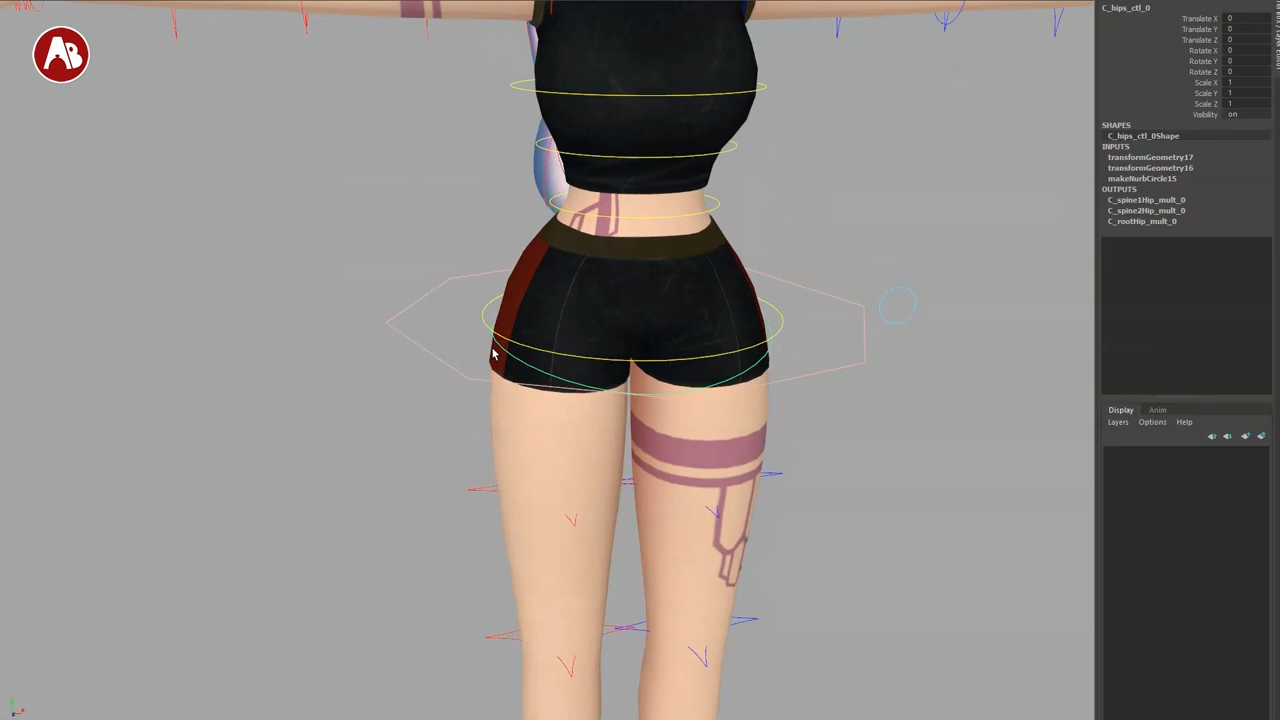 AB
C_hips_ctl_0
Translate X 0
Translate Y 0
Translate Z 0
Rotate X 0
Rotate Y 0
Rotate Z 0
Scale X 1
Scale Y 1
Scale Z 1
Visibility on
SHAPES
C_hips_ctl_0Shape
INPUTS
transformGeometry17
transformGeometry16
makeNurbCircle15
OUTPUTS
C_spine1Hip_mult_0
C_spine2Hip_mult_0
C_rootHip_mult_0
Display Anim
Layers Options Help